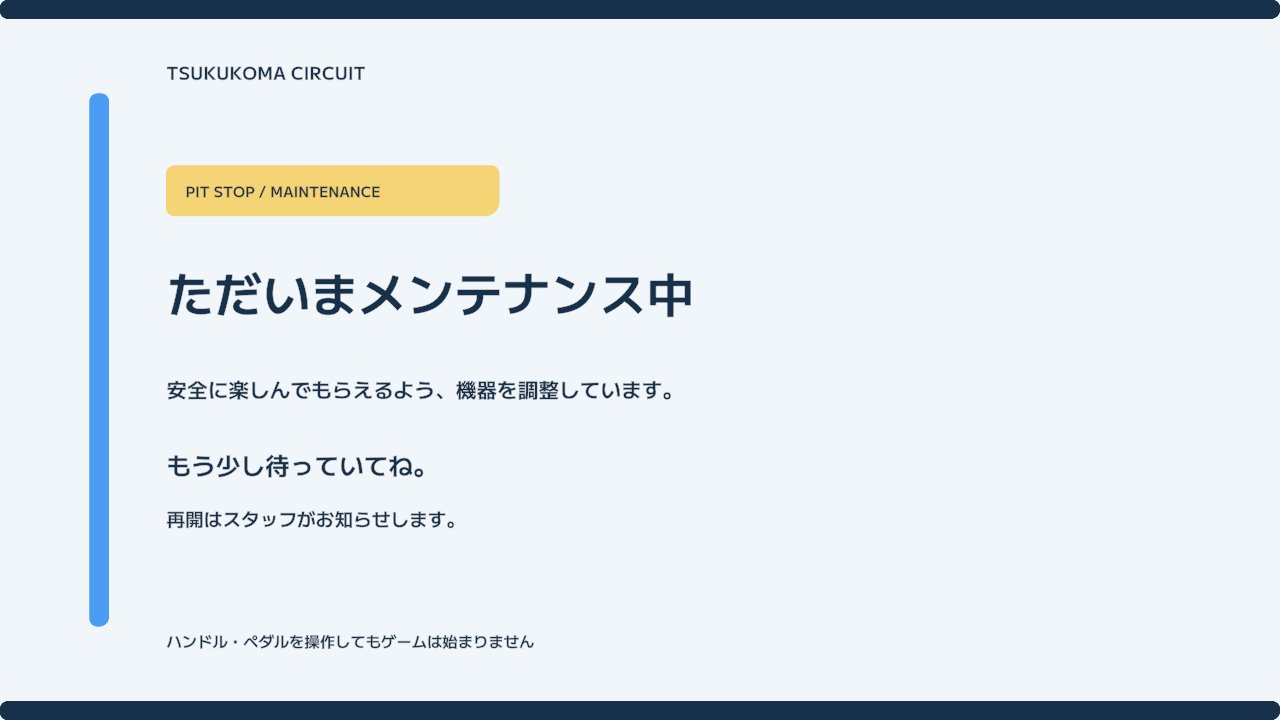 TSUKUKOMA CIRCUIT
PIT STOP / MAINTENANCE
ただいまメンテナンス中
安全に楽しんでもらえるよう、機器を調整しています。
もう少し待っていてね。
再開はスタッフがお知らせします。
ハンドル・ペダルを操作してもゲームは始まりません